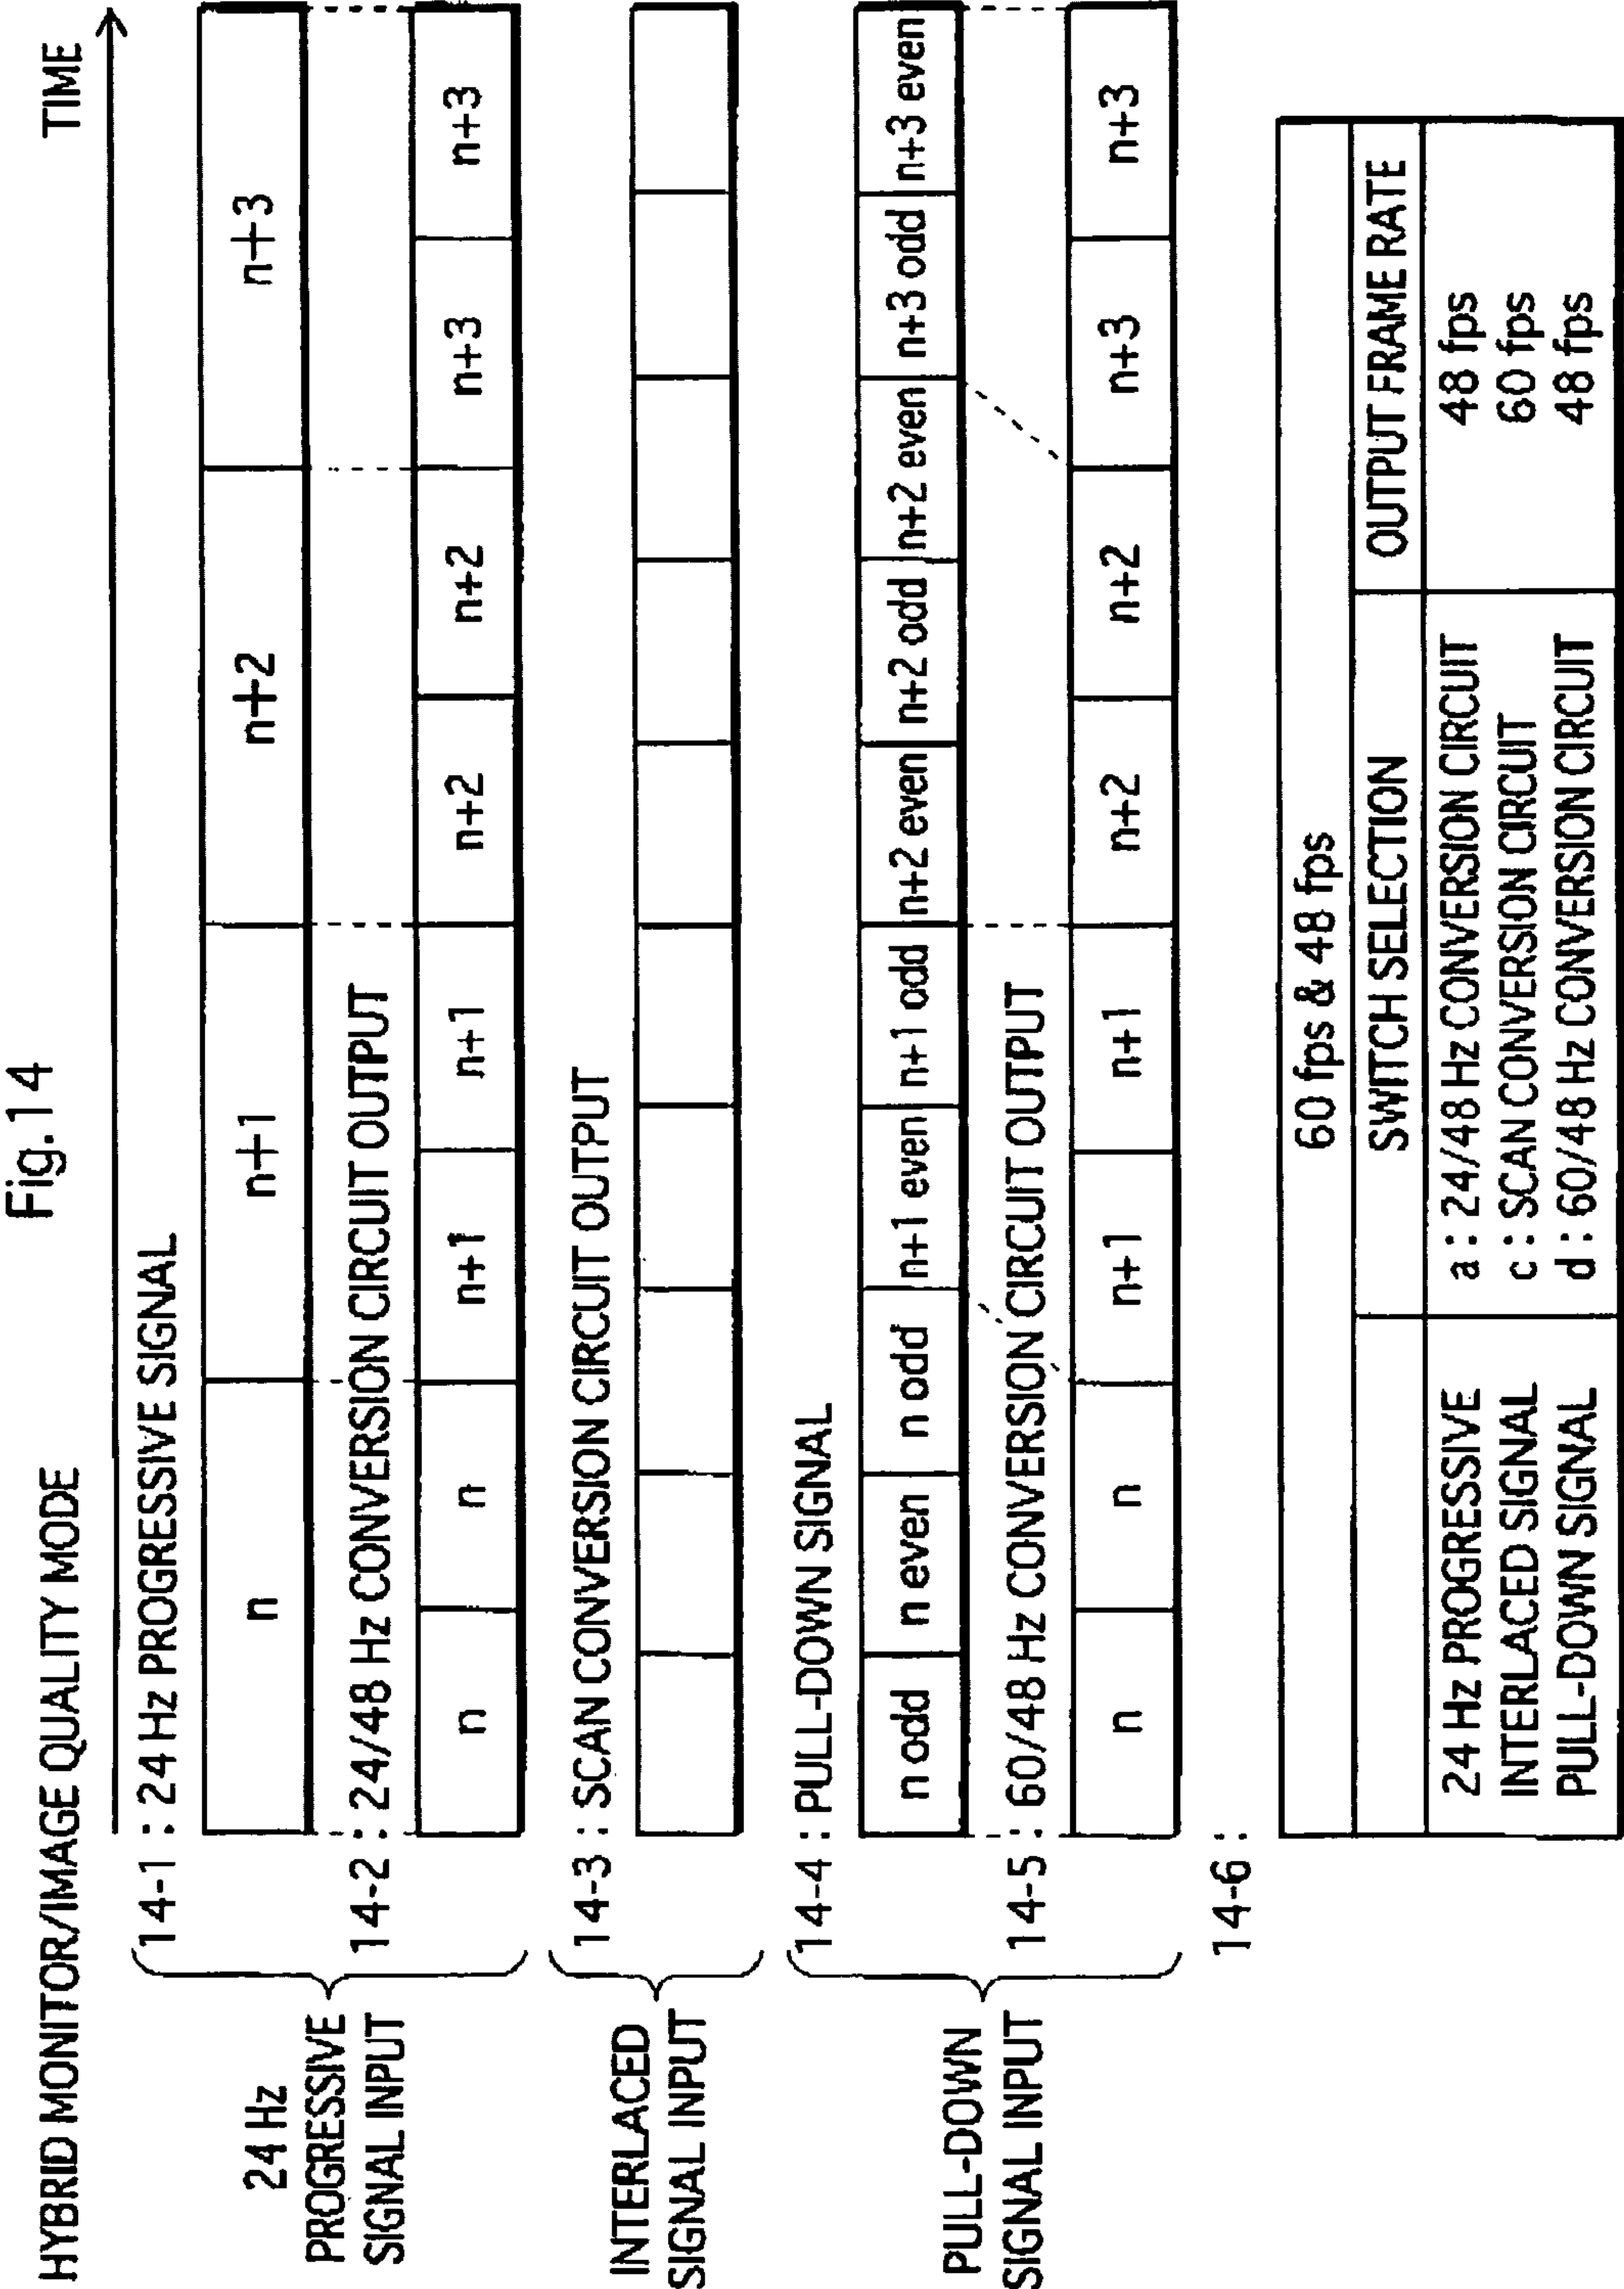 Fig.14
HYBRID MONITOR/IMAGE QUALITY MODE
TIME
24 Hz
PROGRESSIVE
SIGNAL INPUT
14-1 : 24 Hz PROGRESSIVE SIGNAL
n n+1 n+2 n+3
14-2 : 24/48 Hz CONVERSION CIRCUIT OUTPUT
n n n+1 n+1 n+2 n+2 n+3 n+3
INTERLACED
SIGNAL INPUT
14-3 : SCAN CONVERSION CIRCUIT OUTPUT
PULL-DOWN
SIGNAL INPUT
14-4 : PULL-DOWN SIGNAL
n odd n even n odd n+1 even n+1 odd n+2 even n+2 odd n+2 even n+3 odd n+3 even
14-5 : 60/48 Hz CONVERSION CIRCUIT OUTPUT
n n n+1 n+1 n+2 n+2 n+3 n+3
14-6 :
60 fps & 48 fps
SWITCH SELECTION OUTPUT FRAME RATE
24 Hz PROGRESSIVE a : 24/48 Hz CONVERSION CIRCUIT 48 fps
INTERLACED SIGNAL c : SCAN CONVERSION CIRCUIT 60 fps
PULL-DOWN SIGNAL d : 60/48 Hz CONVERSION CIRCUIT 48 fps